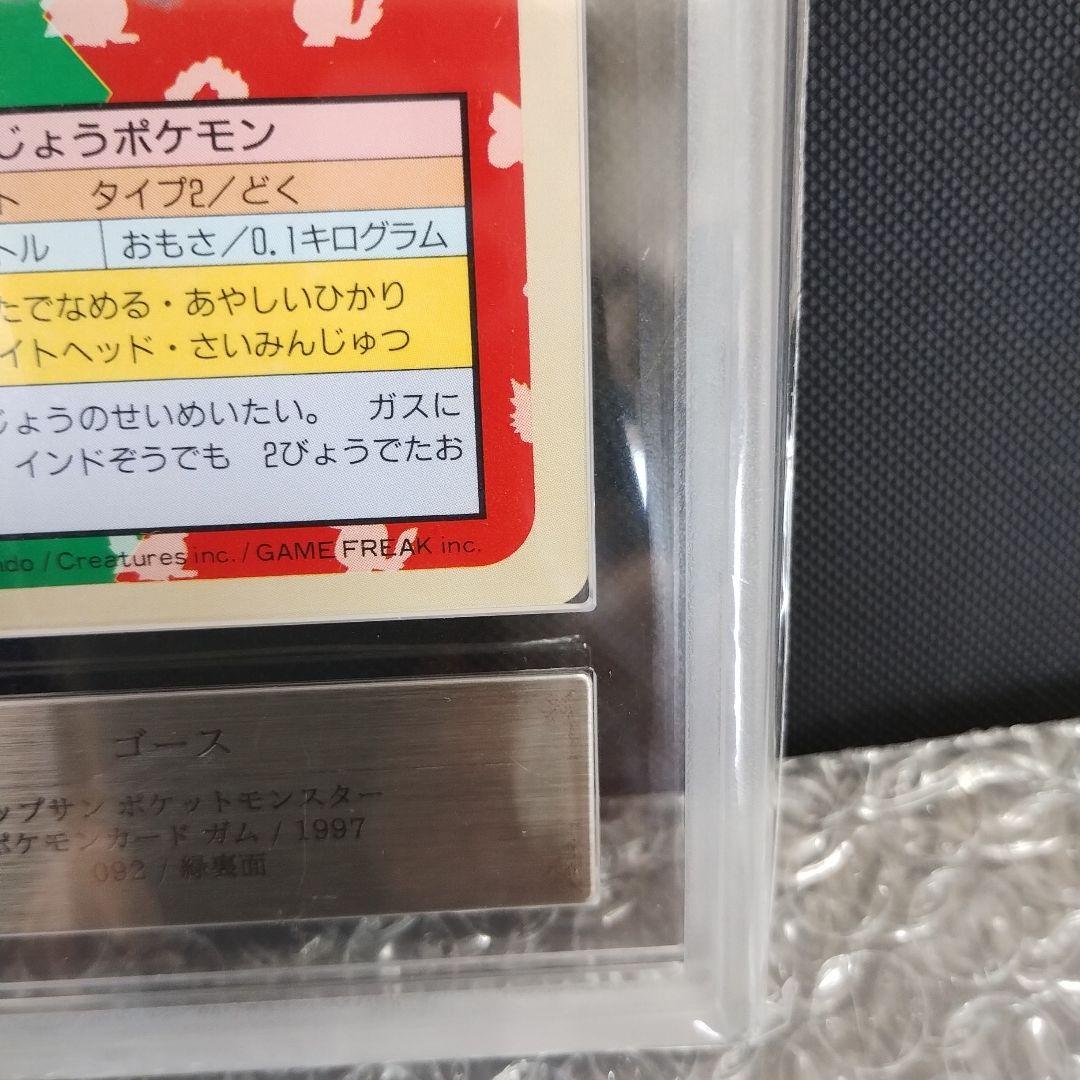 じょうポケモン
ト タイプ2/どく
トル おもさ/0.1キログラム
たでなめる・あやしいひかり
イトヘッド・さいみんじゅつ
じょうのせいめいたい。 ガスに
インドぞうでも 2びょうでたお
ndo / Creatures inc. / GAME FREAK inc.
ゴース
ップサン ポケットモンスター
ポケモンカード ガム / 1997
092 / 緑裏面